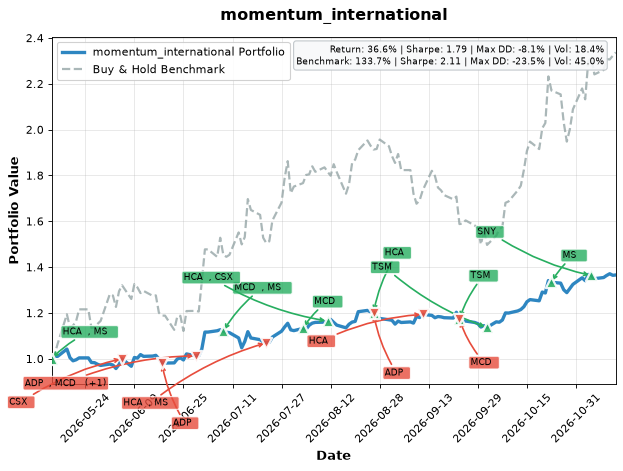 momentum_international
2.4
2.2
2.0
1.8
1.6
1.4
1.2
1.0
Portfolio Value
momentum_international Portfolio
Buy & Hold Benchmark
Return: 36.6% | Sharpe: 1.79 | Max DD: -8.1% | Vol: 18.4%
Benchmark: 133.7% | Sharpe: 2.11 | Max DD: -23.5% | Vol: 45.0%
SNY
HCA
MS
TSM
TSM
HCA , CSX
MCD , MS
MCD
HCA , MS
HCA
MCD
ADP
ADP , MCD (+1)
CSX
HCA , MS
ADP
2026-05-24
2026-06-25
2026-07-11
2026-07-27
2026-08-12
2026-08-28
2026-09-13
2026-09-29
2026-10-15
2026-10-31
Date